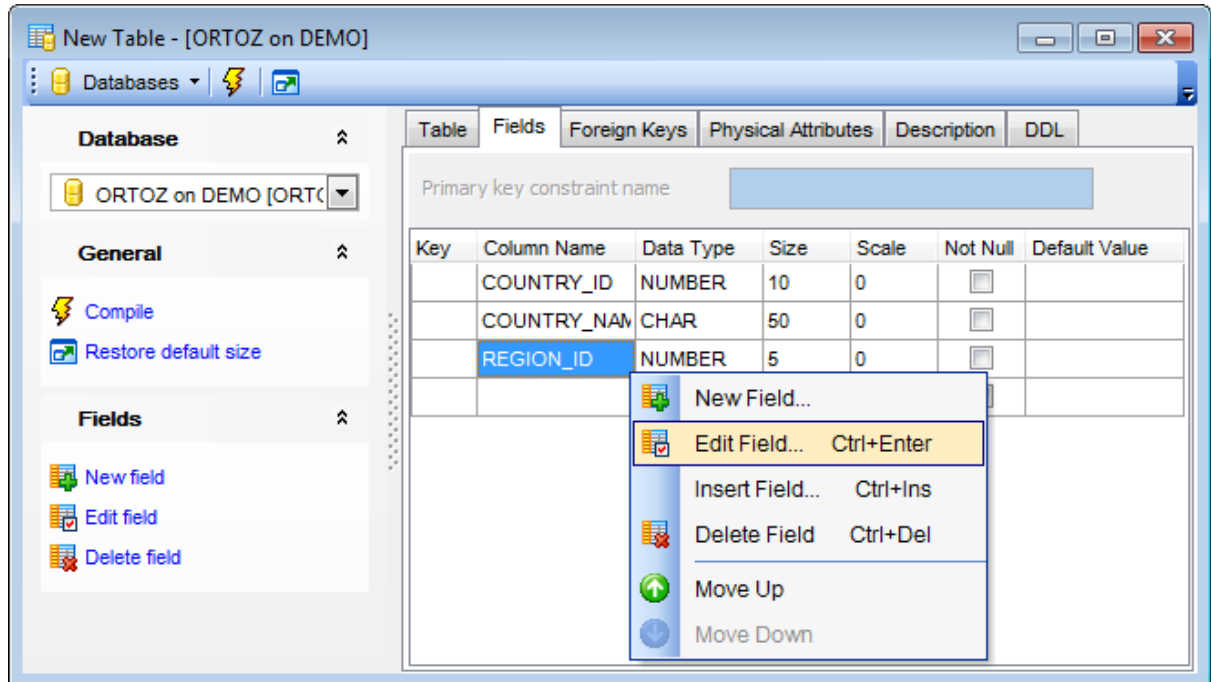 New Table - [ORTOZ on DEMO]
Databases
Database
ORTOZ on DEMO [ORT(
General
Compile
Restore default size
Fields
New field
Edit field
Delete field
Table Fields Foreign Keys Physical Attributes Description DDL
Primary key constraint name
Key Column Name Data Type Size Scale Not Null Default Value
COUNTRY_ID NUMBER 10 0
COUNTRY_NAM CHAR 50 0
REGION_ID NUMBER 5 0
New Field...
Edit Field... Ctrl+Enter
Insert Field... Ctrl+Ins
Delete Field Ctrl+Del
Move Up
Move Down